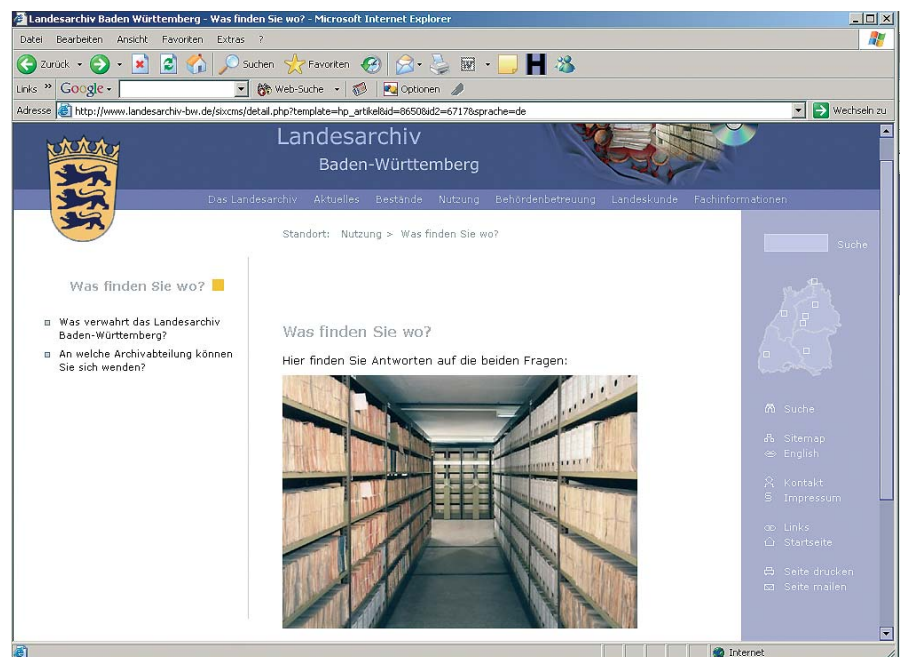 Landesarchiv Baden Württemberg - Was finden Sie wo? - Microsoft Internet Explorer
Datei Bearbeiten Ansicht Favoriten Extras ?
Zurück Suchen Favoriten H
Links » Google Web-Suche Optionen
Adresse http://www.landesarchiv-bw.de/sixcms/detail.php?template=hp_artikel&id=8650&id2=6717&sprache=de Wechseln zu
Landesarchiv
Baden-Württemberg
Das Landesarchiv Aktuelles Bestände Nutzung Behördenbetreuung Landeskunde Fachinformationen
Standort: Nutzung > Was finden Sie wo?
Suche
Was finden Sie wo?
Was verwahrt das Landesarchiv
Baden-Württemberg?
An welche Archivabteilung können
Sie sich wenden?
Was finden Sie wo?
Hier finden Sie Antworten auf die beiden Fragen:
Suche
Sitemap
English
Kontakt
Impressum
Links
Startseite
Seite drucken
Seite mailen
Internet